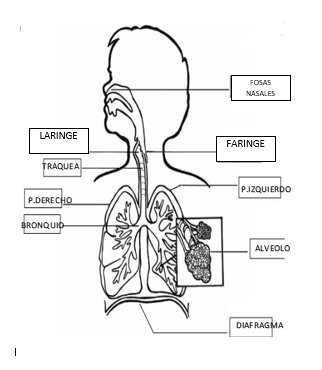 FOSAS
NASALES
LARINGE
FARINGE
TRAQUEA
P.IZQUIERDO
P.DERECHO
BRONQUIO
ALVEOLO
DIAFRAGMA